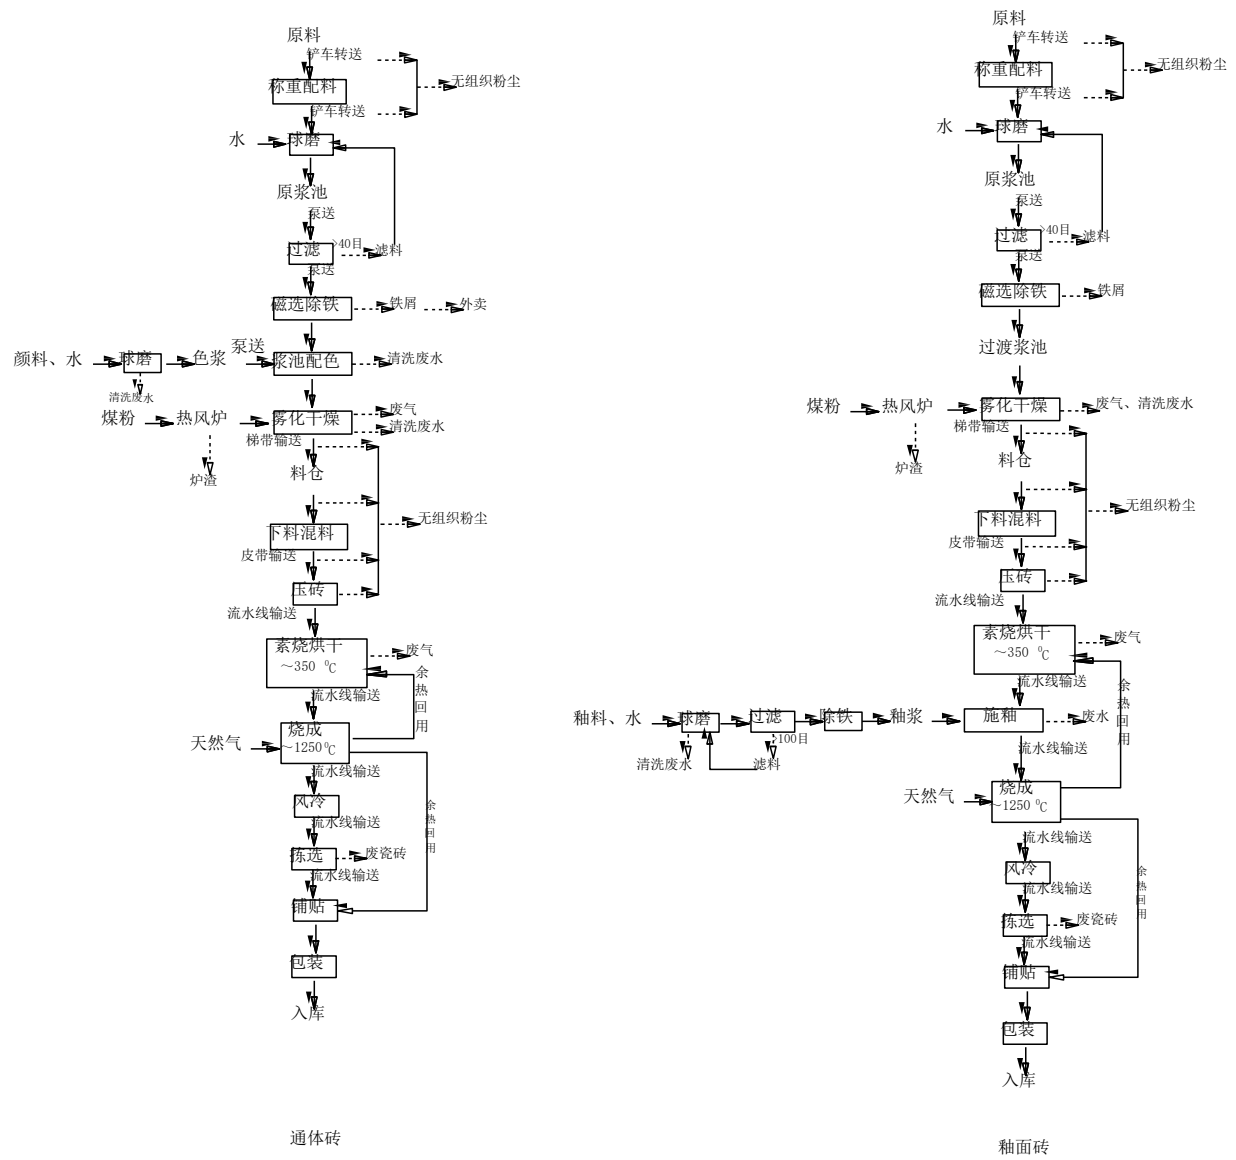 原料
铲车转送
无组织粉尘
称重配料
铲车转送
水
球磨
原浆池
泵送
过滤
>40目
滤料
泵送
磁选除铁
铁屑
外卖
颜料、水
球磨
色浆
泵送
浆池配色
清洗废水
清洗废水
煤粉
热风炉
雾化干燥
废气
清洗废水
梯带输送
炉渣
料仓
无组织粉尘
下料混料
皮带输送
压砖
流水线输送
素烧烘干
~350 ⁰C
废气
余热回用
流水线输送
天然气
烧成
~1250⁰C
流水线输送
风冷
余热回用
流水线输送
拣选
废瓷砖
流水线输送
铺贴
包装
入库
通体砖
原料
铲车转送
无组织粉尘
称重配料
铲车转送
水
球磨
原浆池
泵送
过滤
>40目
滤料
泵送
磁选除铁
铁屑
过渡浆池
煤粉
热风炉
雾化干燥
废气、清洗废水
梯带输送
炉渣
料仓
无组织粉尘
下料混料
皮带输送
压砖
流水线输送
素烧烘干
~350 ⁰C
废气
流水线输送
余热回用
釉料、水
球磨
过滤
除铁
釉浆
施釉
废水
>100目
清洗废水
滤料
流水线输送
天然气
烧成
~1250 ⁰C
流水线输送
风冷
余热回用
流水线输送
拣选
废瓷砖
流水线输送
铺贴
包装
入库
釉面砖